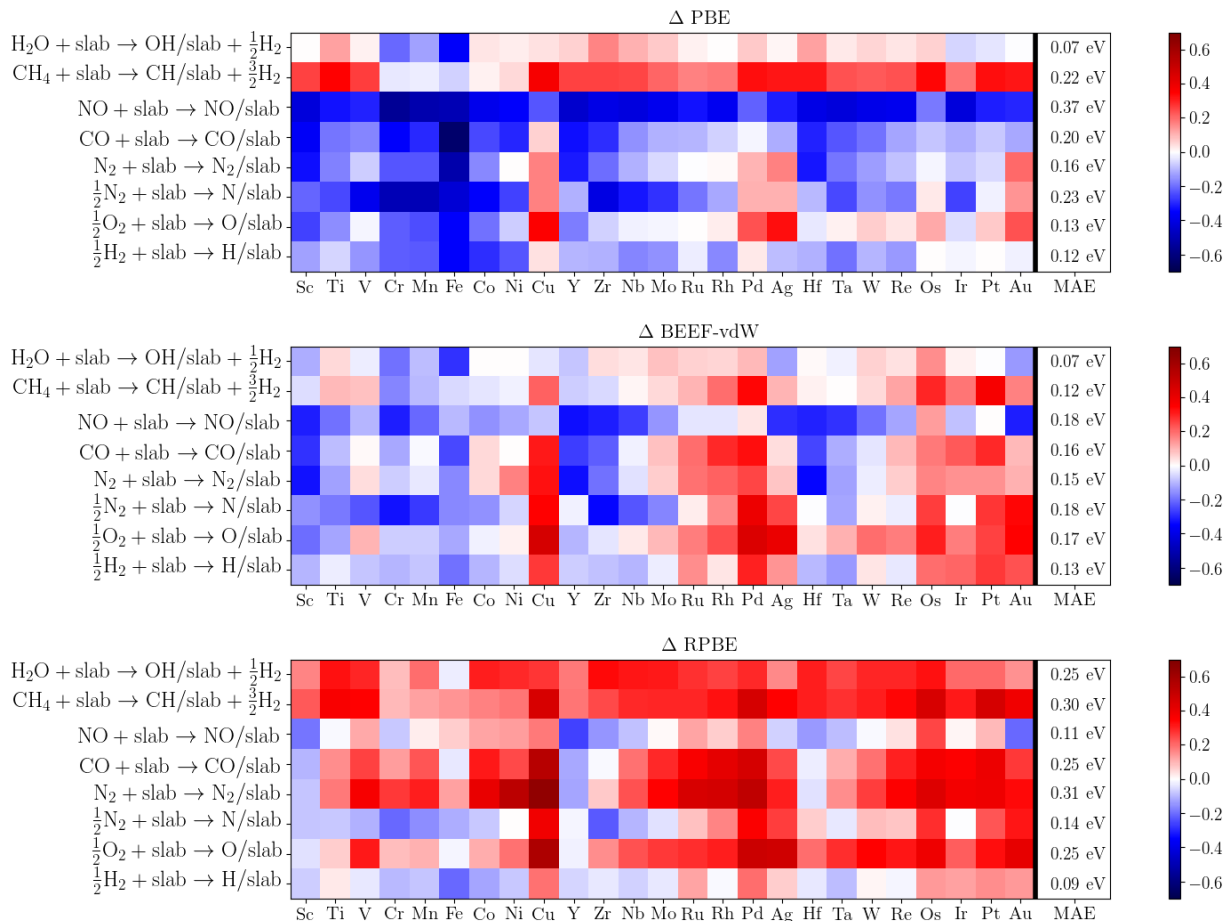 Δ PBE
H₂O + slab → OH/slab + ½H₂ 0.07 eV
CH₄ + slab → CH/slab + 3/2H₂ 0.22 eV
NO + slab → NO/slab 0.37 eV
CO + slab → CO/slab 0.20 eV
N₂ + slab → N₂/slab 0.16 eV
½N₂ + slab → N/slab 0.23 eV
½O₂ + slab → O/slab 0.13 eV
½H₂ + slab → H/slab 0.12 eV
Sc Ti V Cr Mn Fe Co Ni Cu Y Zr Nb Mo Ru Rh Pd Ag Hf Ta W Re Os Ir Pt Au MAE
0.6
0.4
0.2
0.0
−0.2
−0.4
−0.6
Δ BEEF-vdW
H₂O + slab → OH/slab + ½H₂ 0.07 eV
CH₄ + slab → CH/slab + 3/2H₂ 0.12 eV
NO + slab → NO/slab 0.18 eV
CO + slab → CO/slab 0.16 eV
N₂ + slab → N₂/slab 0.15 eV
½N₂ + slab → N/slab 0.18 eV
½O₂ + slab → O/slab 0.17 eV
½H₂ + slab → H/slab 0.13 eV
Sc Ti V Cr Mn Fe Co Ni Cu Y Zr Nb Mo Ru Rh Pd Ag Hf Ta W Re Os Ir Pt Au MAE
0.6
0.4
0.2
0.0
−0.2
−0.4
−0.6
Δ RPBE
H₂O + slab → OH/slab + ½H₂ 0.25 eV
CH₄ + slab → CH/slab + 3/2H₂ 0.30 eV
NO + slab → NO/slab 0.11 eV
CO + slab → CO/slab 0.25 eV
N₂ + slab → N₂/slab 0.31 eV
½N₂ + slab → N/slab 0.14 eV
½O₂ + slab → O/slab 0.25 eV
½H₂ + slab → H/slab 0.09 eV
Sc Ti V Cr Mn Fe Co Ni Cu Y Zr Nb Mo Ru Rh Pd Ag Hf Ta W Re Os Ir Pt Au MAE
0.6
0.4
0.2
0.0
−0.2
−0.4
−0.6